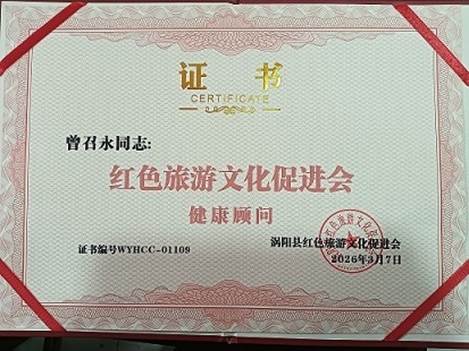 证书
CERTIFICATE
曾召永同志:
红色旅游文化促进会
健康顾问
证书编号WYHCC-01109
涡阳县红色旅游文化促进会
2026年3月7日